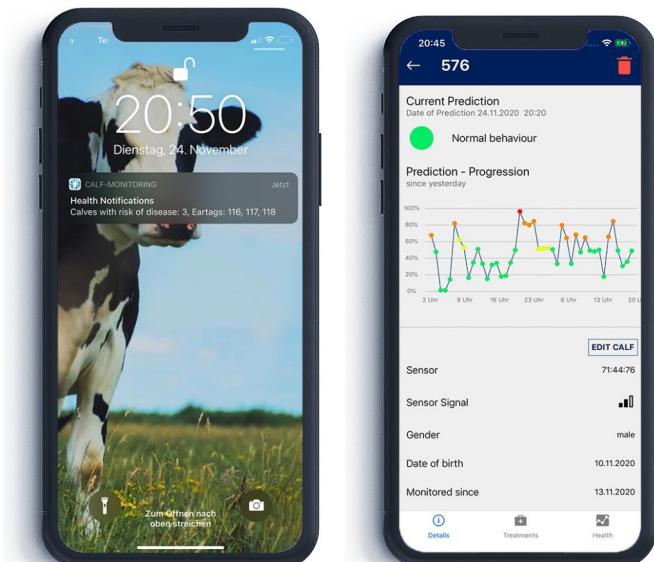 20:50
Dienstag, 24. November
CALF-MONITORING Jetzt
Health Notifications
Calves with risk of disease: 3, Eartags: 116, 117, 118
Zum Öffnen nach
oben streichen
20:45
576
Current Prediction
Date of Prediction 24.11.2020 20:20
Normal behaviour
Prediction - Progression
since yesterday
100%
80%
60%
40%
20%
0%
2 Uhr 9 Uhr 16 Uhr 23 Uhr 6 Uhr 13 Uhr 20 U
EDIT CALF
Sensor 71:44:76
Sensor Signal
Gender male
Date of birth 10.11.2020
Monitored since 13.11.2020
Details Treatments Health